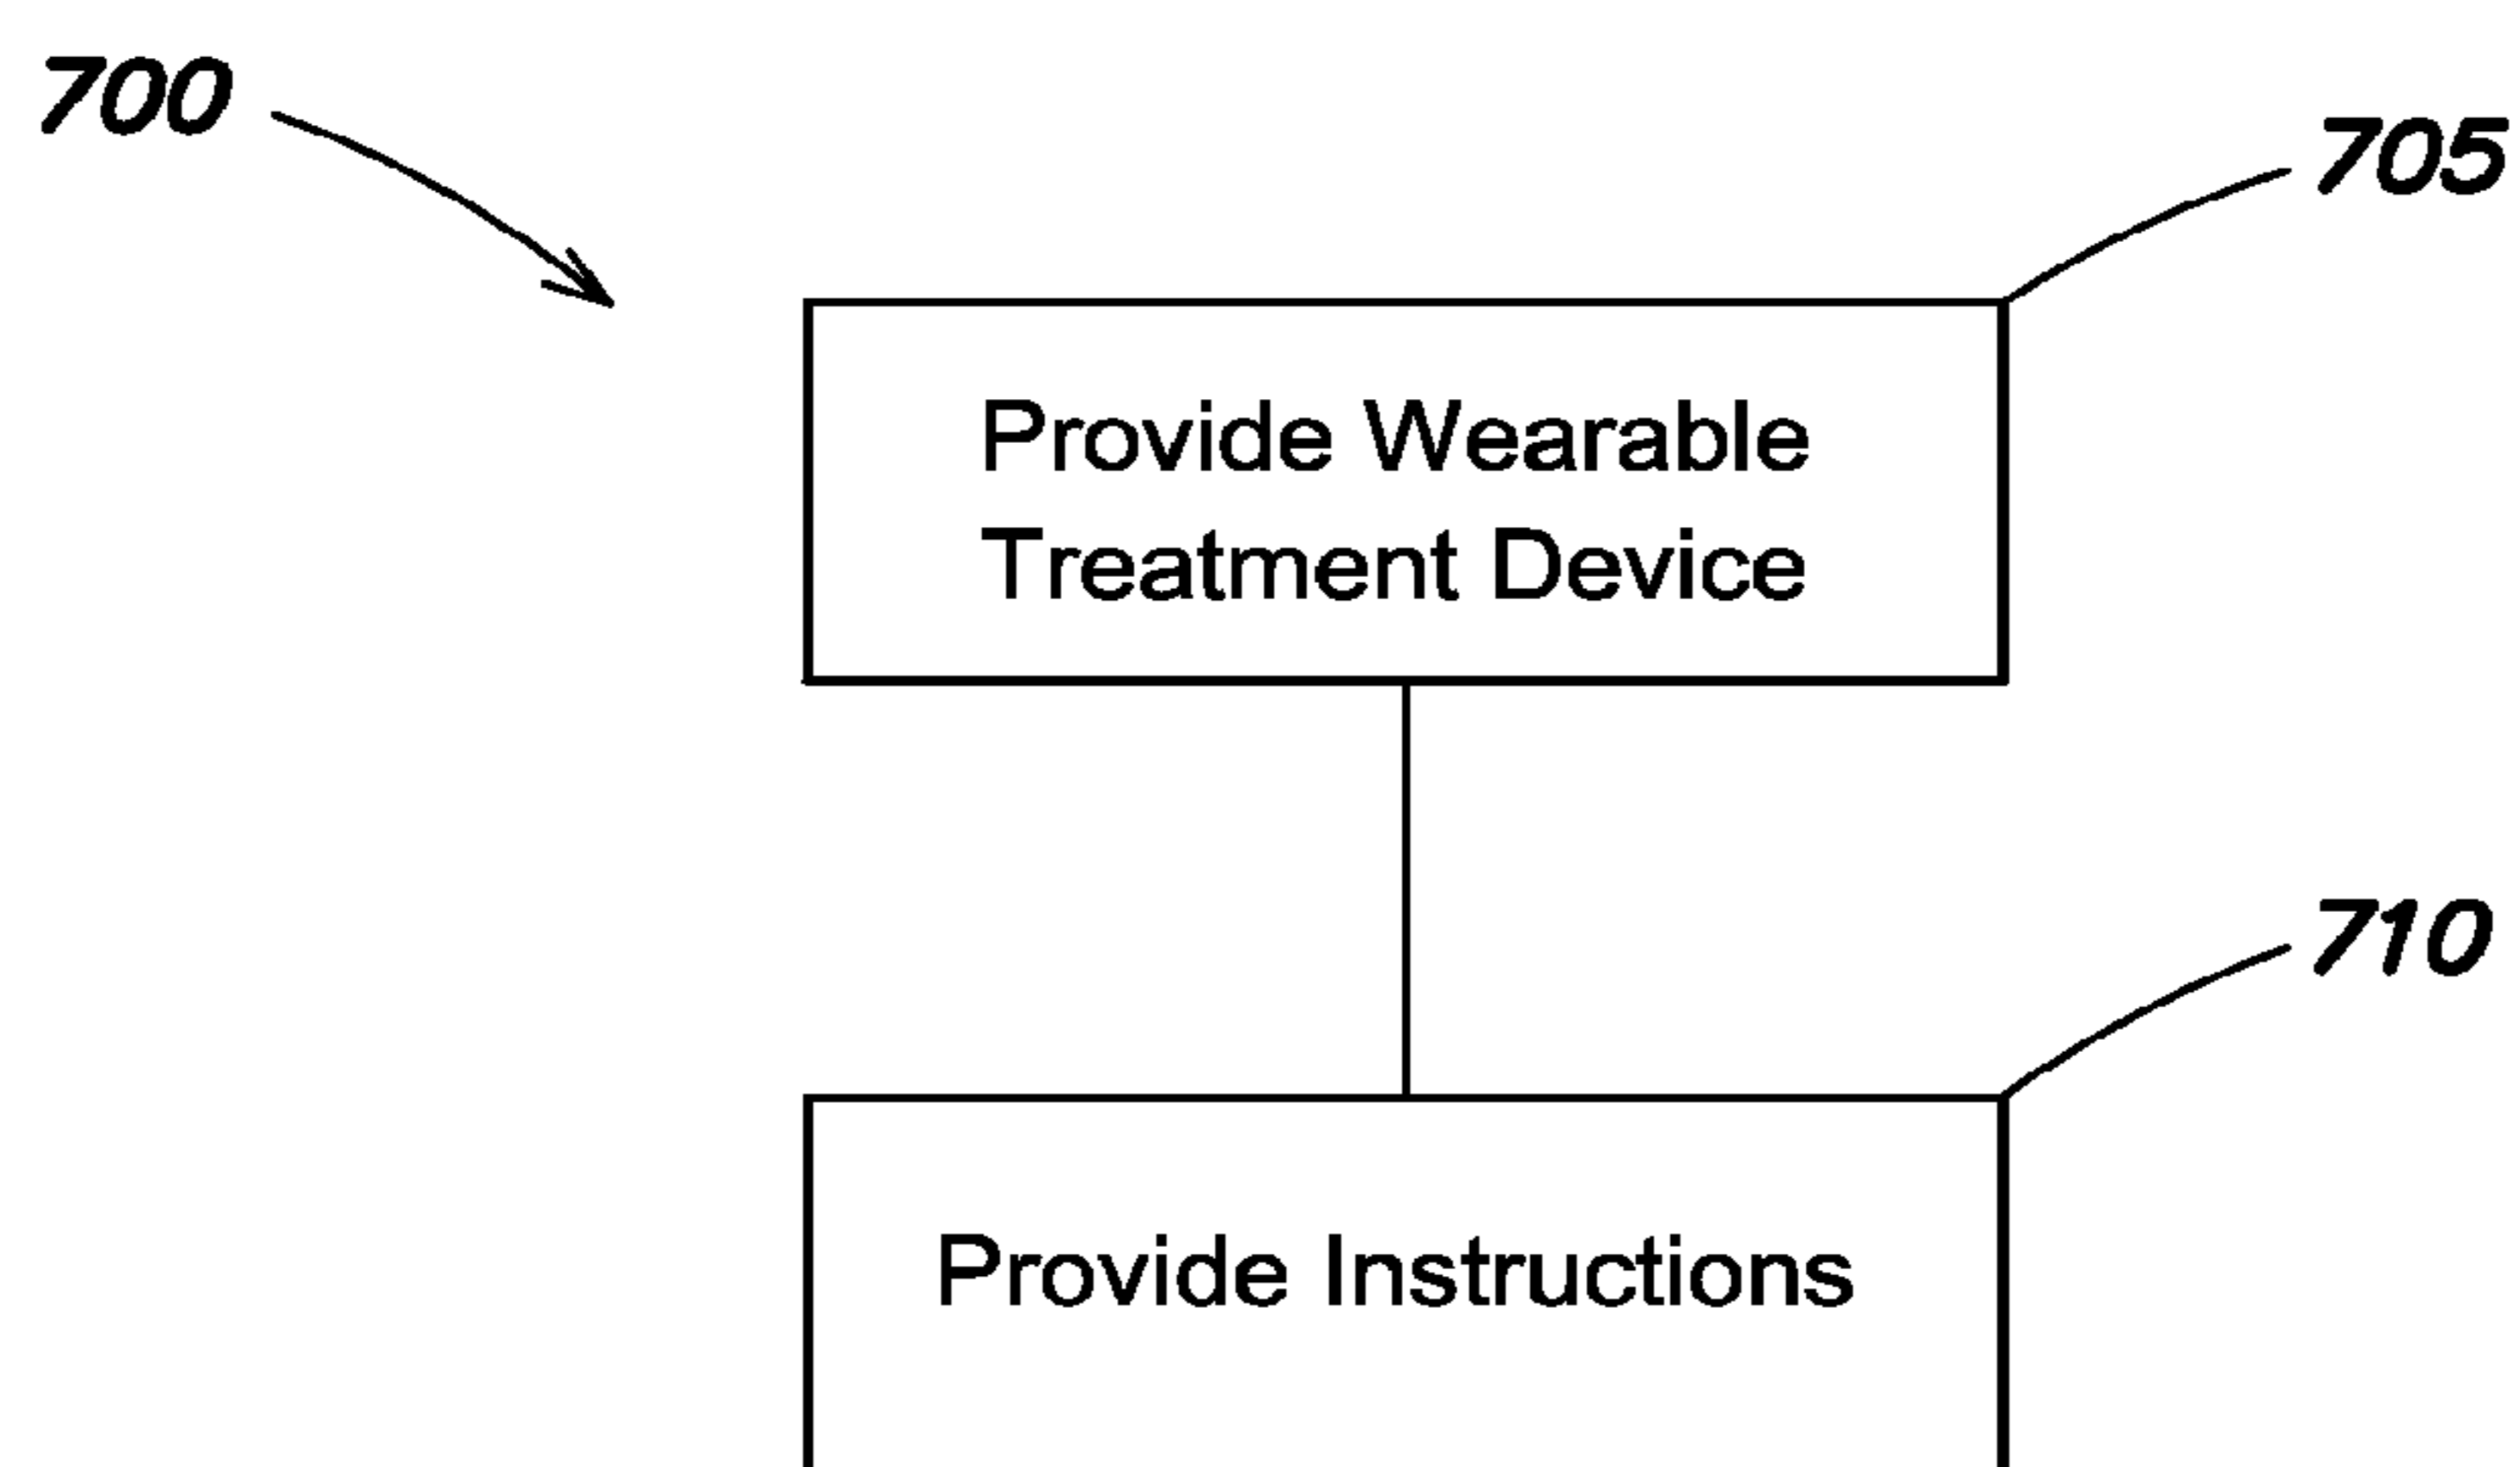 700
705
Provide Wearable
Treatment Device
710
Provide Instructions